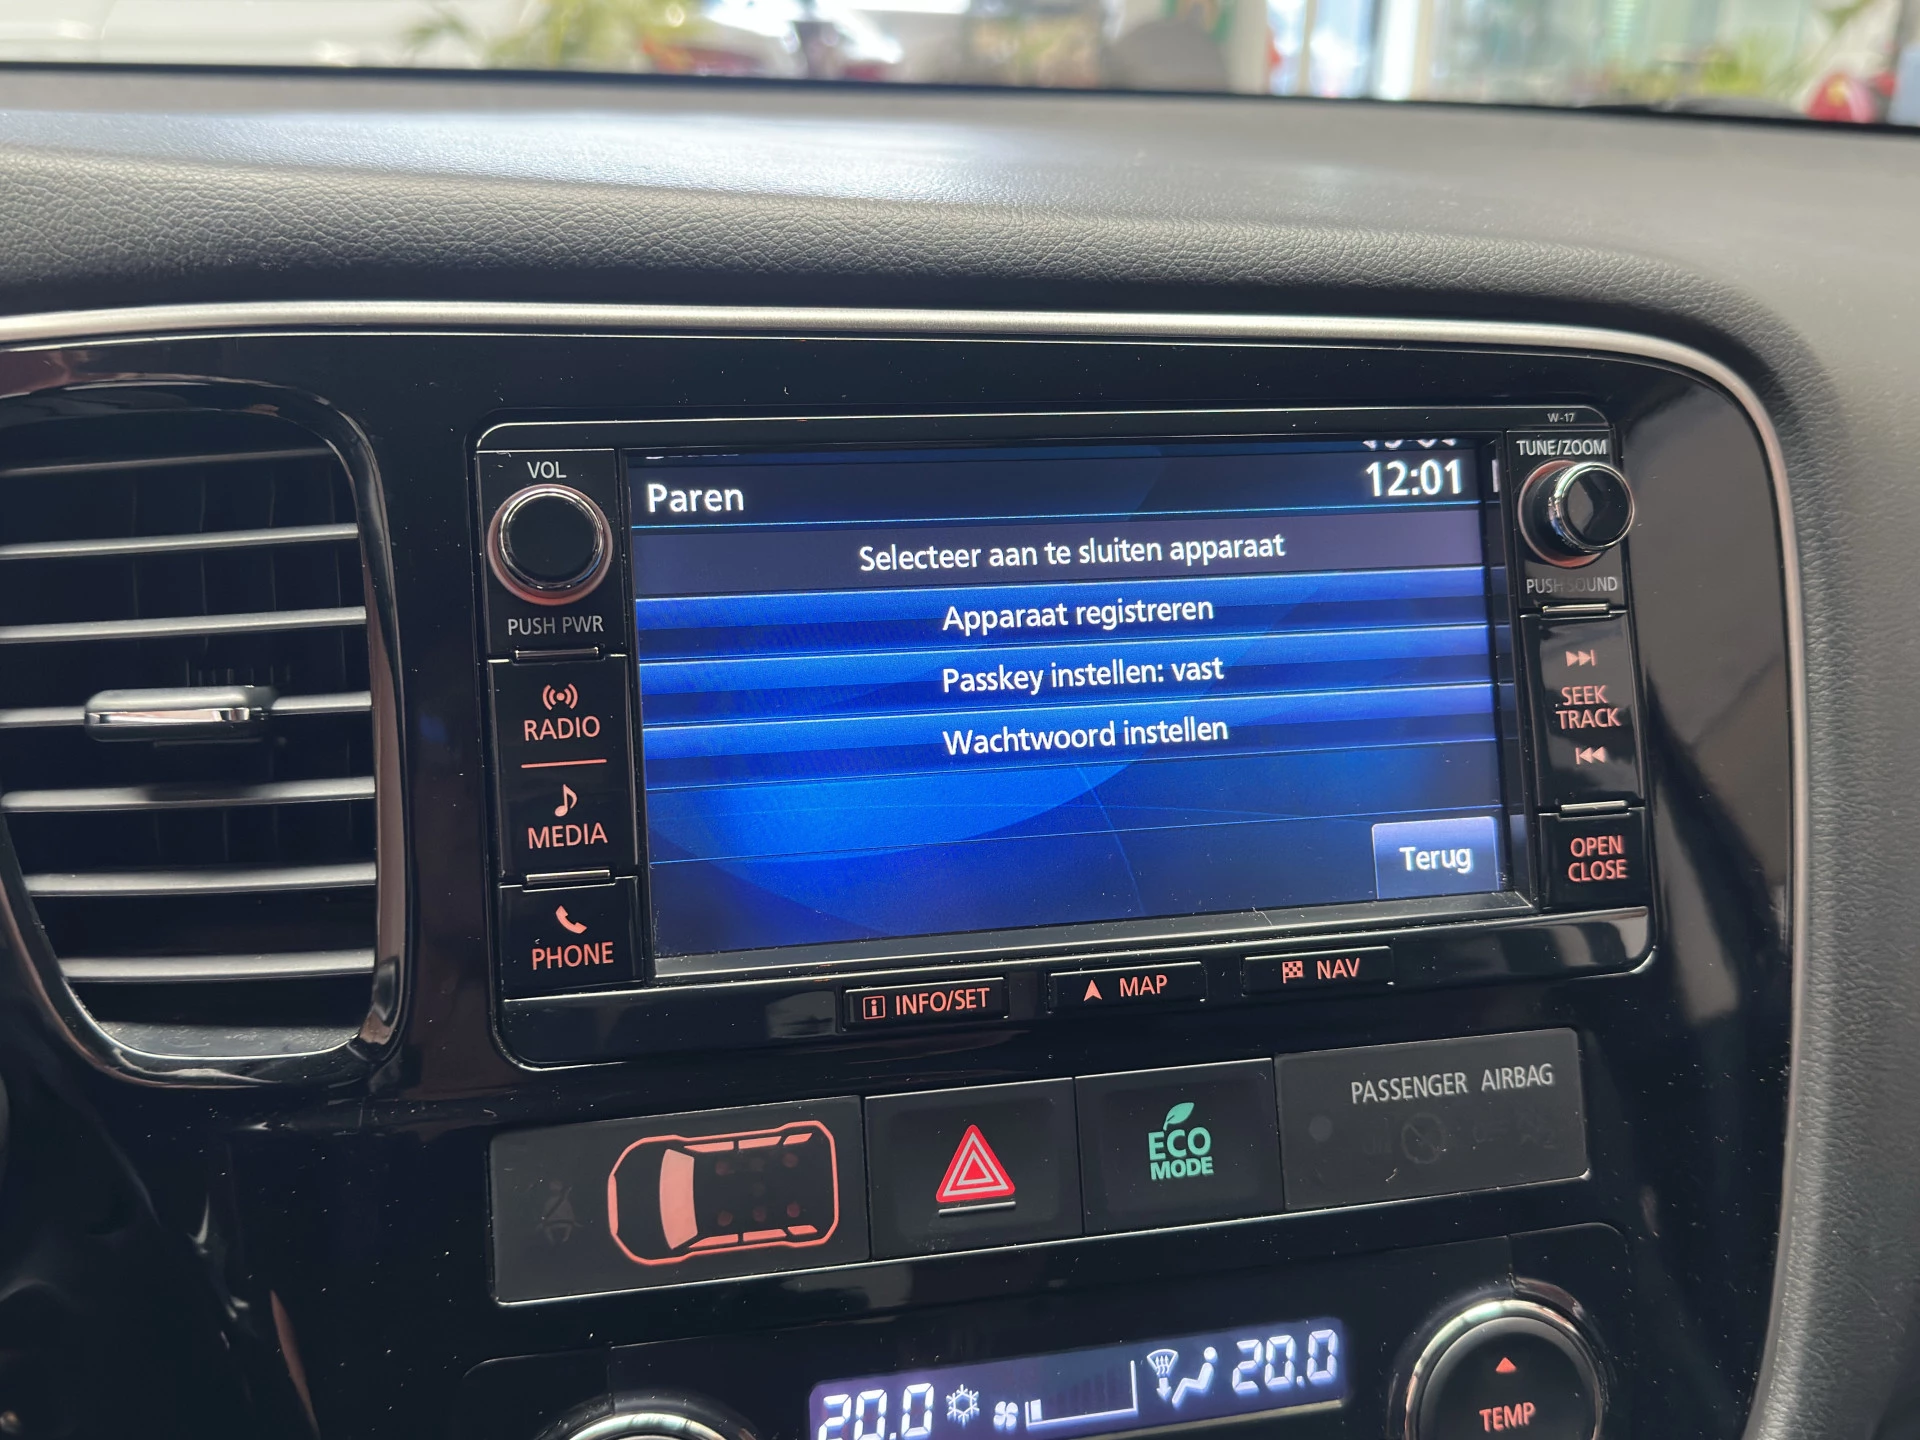 W-17
VOL
TUNE/ZOOM
Paren
12:01
Selecteer aan te sluiten apparaat
PUSH SOUND
Apparaat registreren
PUSH PWR
Passkey instellen: vast
SEEK
TRACK
RADIO
Wachtwoord instellen
MEDIA
Terug
OPEN
CLOSE
PHONE
INFO/SET
MAP
NAV
PASSENGER AIRBAG
ECO
MODE
20.0
20.0
TEMP